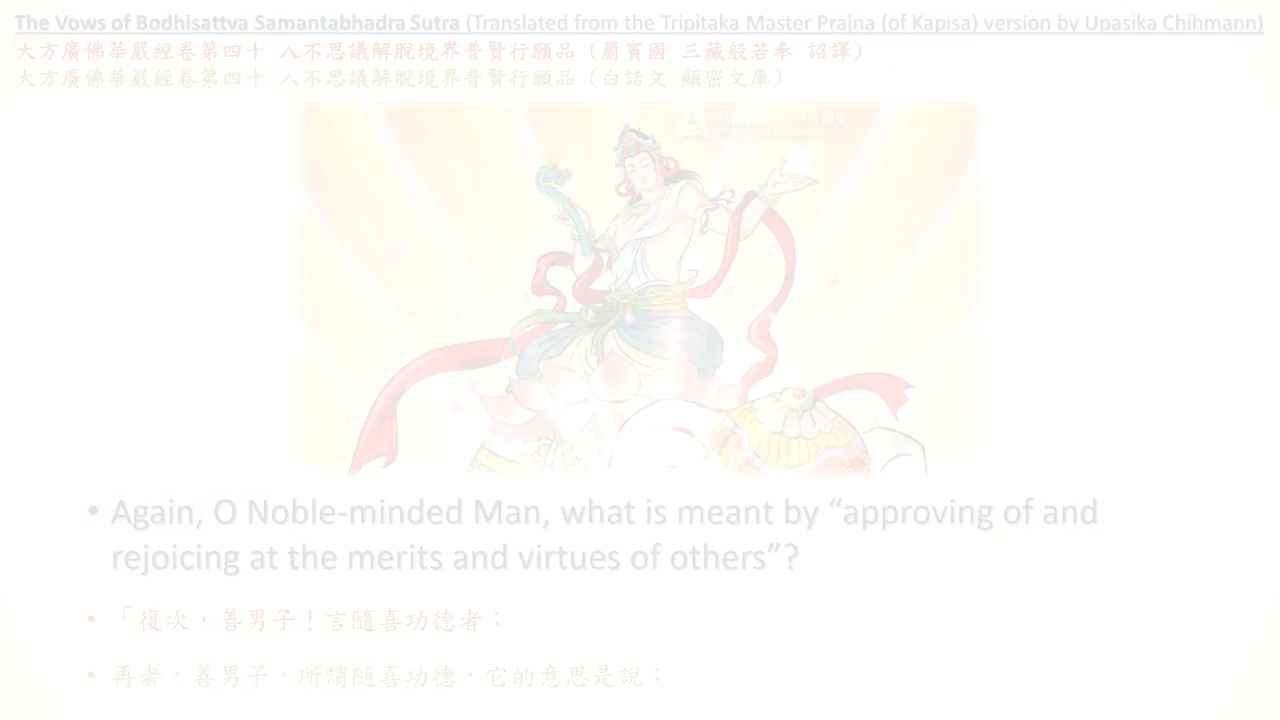 The Vows of Bodhisattva Samantabhadra Sutra (Translated from the Tripitaka Master Prajna (of Kapisa) version by Upasika Chihmann)
大方廣佛華嚴經卷第四十 入不思議解脫境界普賢行願品（罽賓國 三藏般若奉 詔譯）
大方廣佛華嚴經卷第四十 入不思議解脫境界普賢行願品（白話文 顯密文庫）
• Again, O Noble-minded Man, what is meant by “approving of and
rejoicing at the merits and virtues of others”?
• 「復次，善男子！言隨喜功德者：
• 再者，善男子，所謂隨喜功德，它的意思是說：